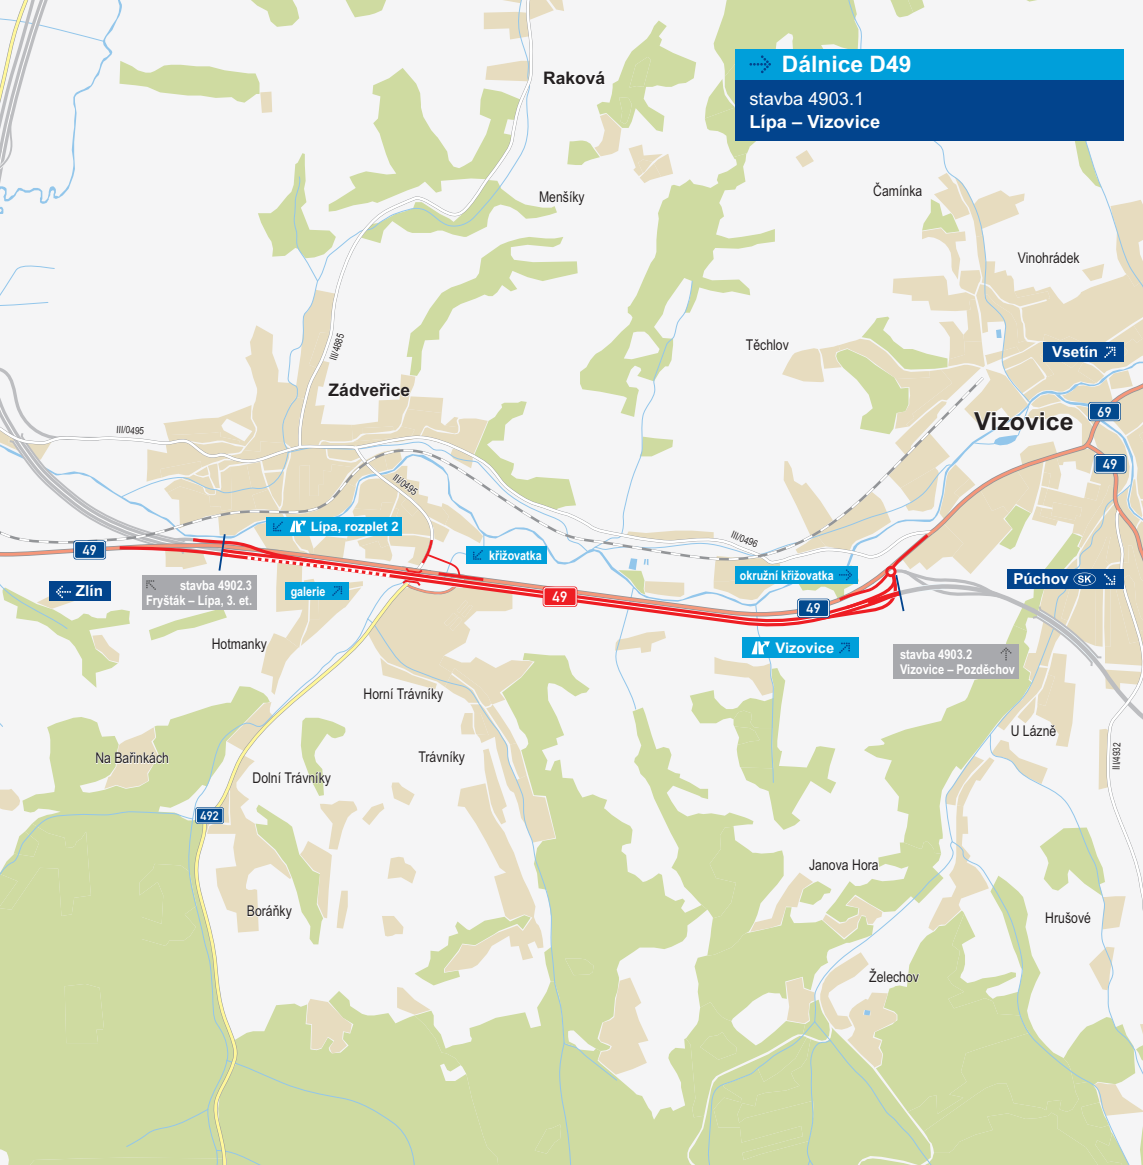 Dálnice D49
stavba 4903.1
Lípa – Vizovice
Raková
Menšíky
Čamínka
Vinohrádek
III/4885
Těchlov
Vsetín
Zádveřice
69
Vizovice
III/0495
49
III/0495
Lípa, rozplet 2
III/0496
49
křižovatka
okružní křižovatka
Púchov SK
Zlín
stavba 4902.3
Fryšták – Lípa, 3. et.
galerie
49
49
Hotmanky
Vizovice
stavba 4903.2
Vizovice – Pozděchov
Horní Trávníky
U Lázně
Na Bařinkách
Trávníky
III/4932
Dolní Trávníky
492
Janova Hora
Boráňky
Hrušové
Želechov